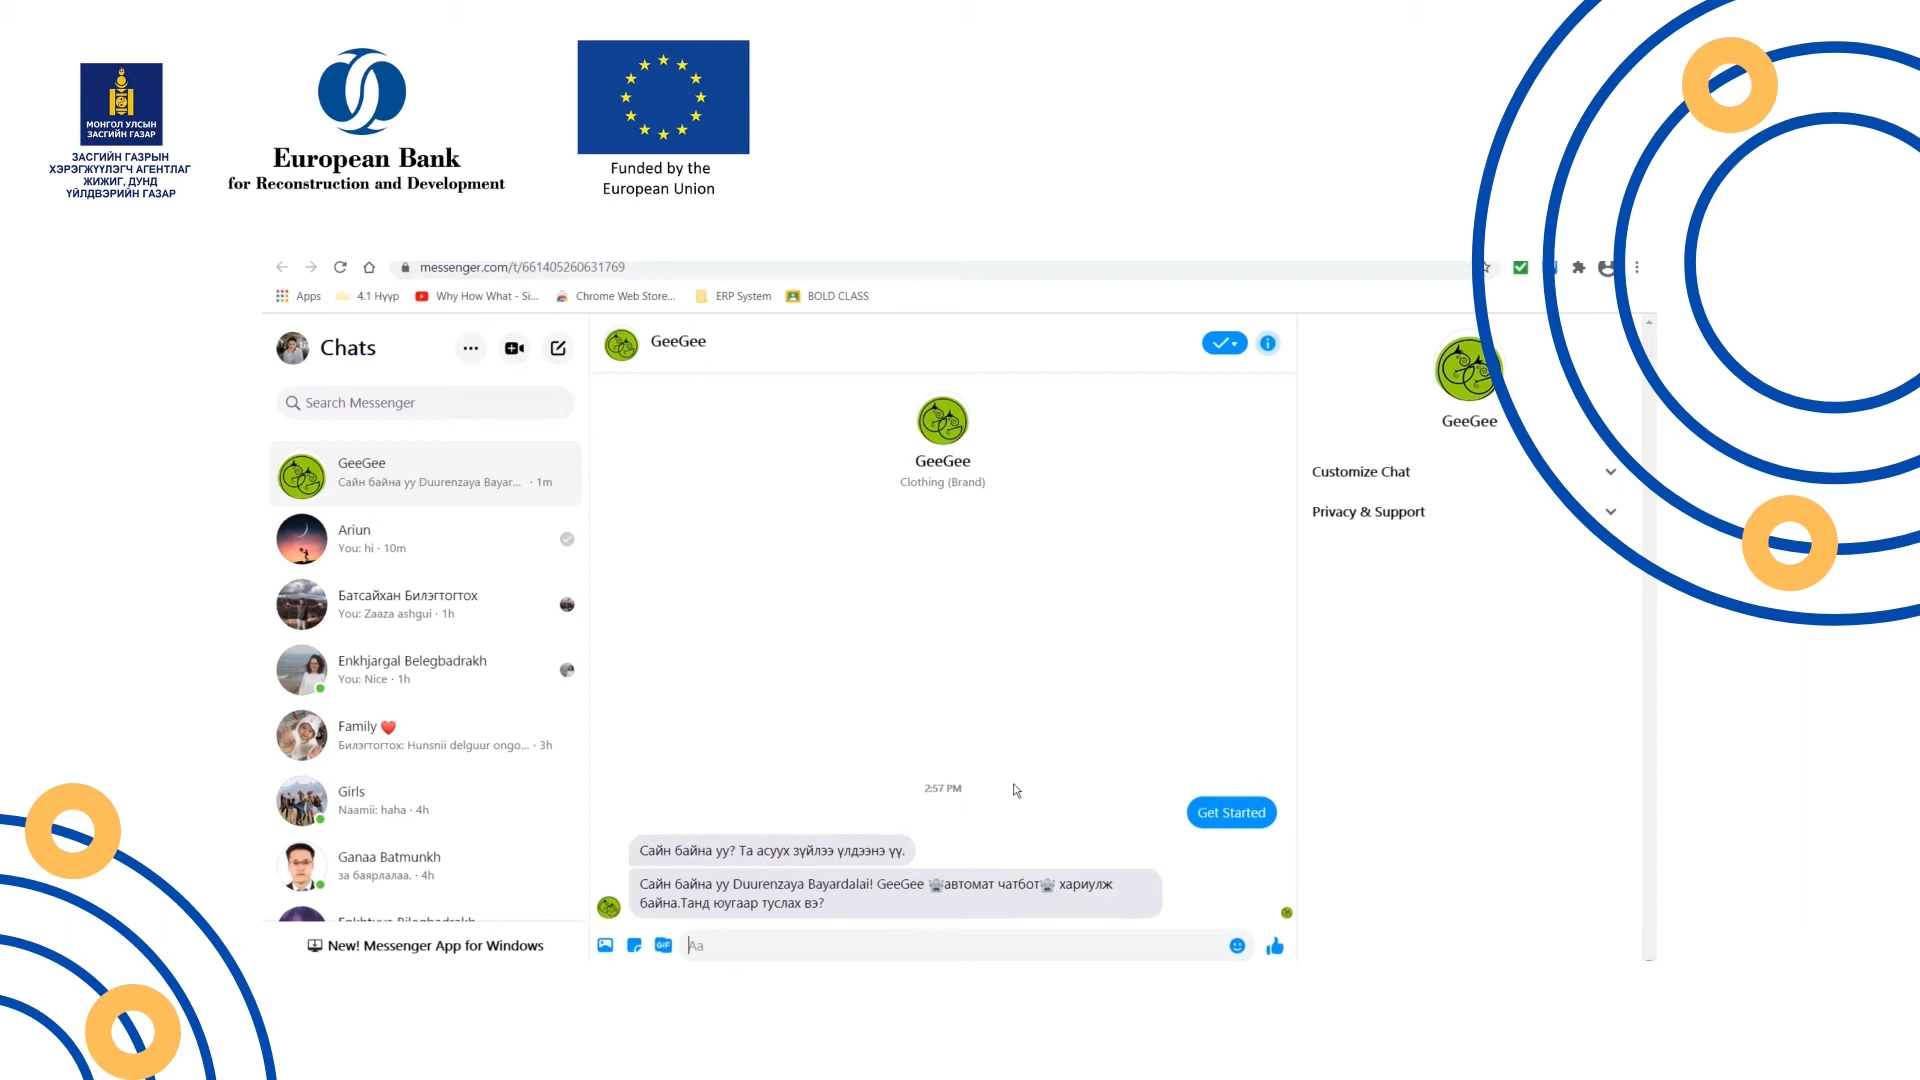 МОНГОЛ УЛСЫН
ЗАСГИЙН ГАЗАР
ЗАСГИЙН ГАЗРЫН
ХЭРЭГЖҮҮЛЭГЧ АГЕНТЛАГ
ЖИЖИГ, ДУНД
ҮЙЛДВЭРИЙН ГАЗАР
European Bank
for Reconstruction and Development
Funded by the
European Union
messenger.com/t/661405260631769
Apps
4.1 Нүүр
Why How What - Si...
Chrome Web Store...
ERP System
BOLD CLASS
Chats
Search Messenger
GeeGee
Сайн байна уу Duurenzaya Bayar... · 1m
Ariun
You: hi · 10m
Батсайхан Билэгтогтох
You: Zaaza ashgui · 1h
Enkhjargal Belegbadrakh
You: Nice · 1h
Family ❤️
Билэгтогтох: Hunsnii delguur ongo... · 3h
Girls
Naamii: haha · 4h
Ganaa Batmunkh
за баярлалаа. · 4h
New! Messenger App for Windows
GeeGee
GeeGee
Clothing (Brand)
2:57 PM
Get Started
Сайн байна уу? Та асуух зүйлээ үлдээнэ үү.
Сайн байна уу Duurenzaya Bayardalai! GeeGee 🤖автомат чатбот🤖 хариулж
байна.Танд юугаар туслах вэ?
GIF
Aa
GeeGee
Customize Chat
Privacy & Support